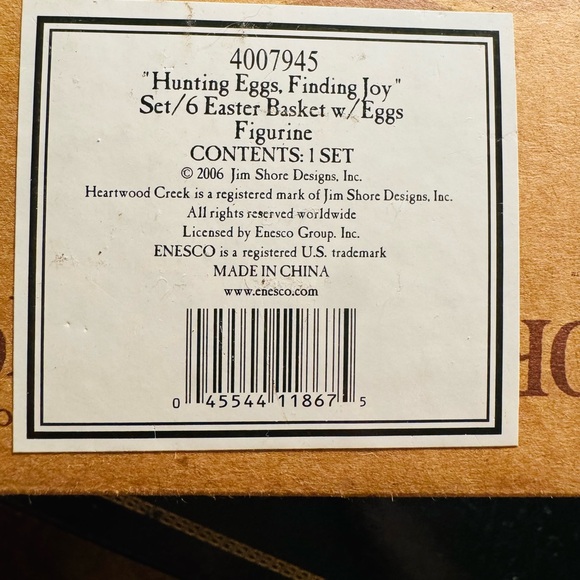 4007945
"Hunting Eggs, Finding Joy"
Set/6 Easter Basket w/Eggs
Figurine
CONTENTS: 1 SET
© 2006 Jim Shore Designs, Inc.
Heartwood Creek is a registered mark of Jim Shore Designs, Inc.
All rights reserved worldwide
Licensed by Enesco Group, Inc.
ENESCO is a registered U.S. trademark
MADE IN CHINA
www.enesco.com
0 45544 11867 5
HO